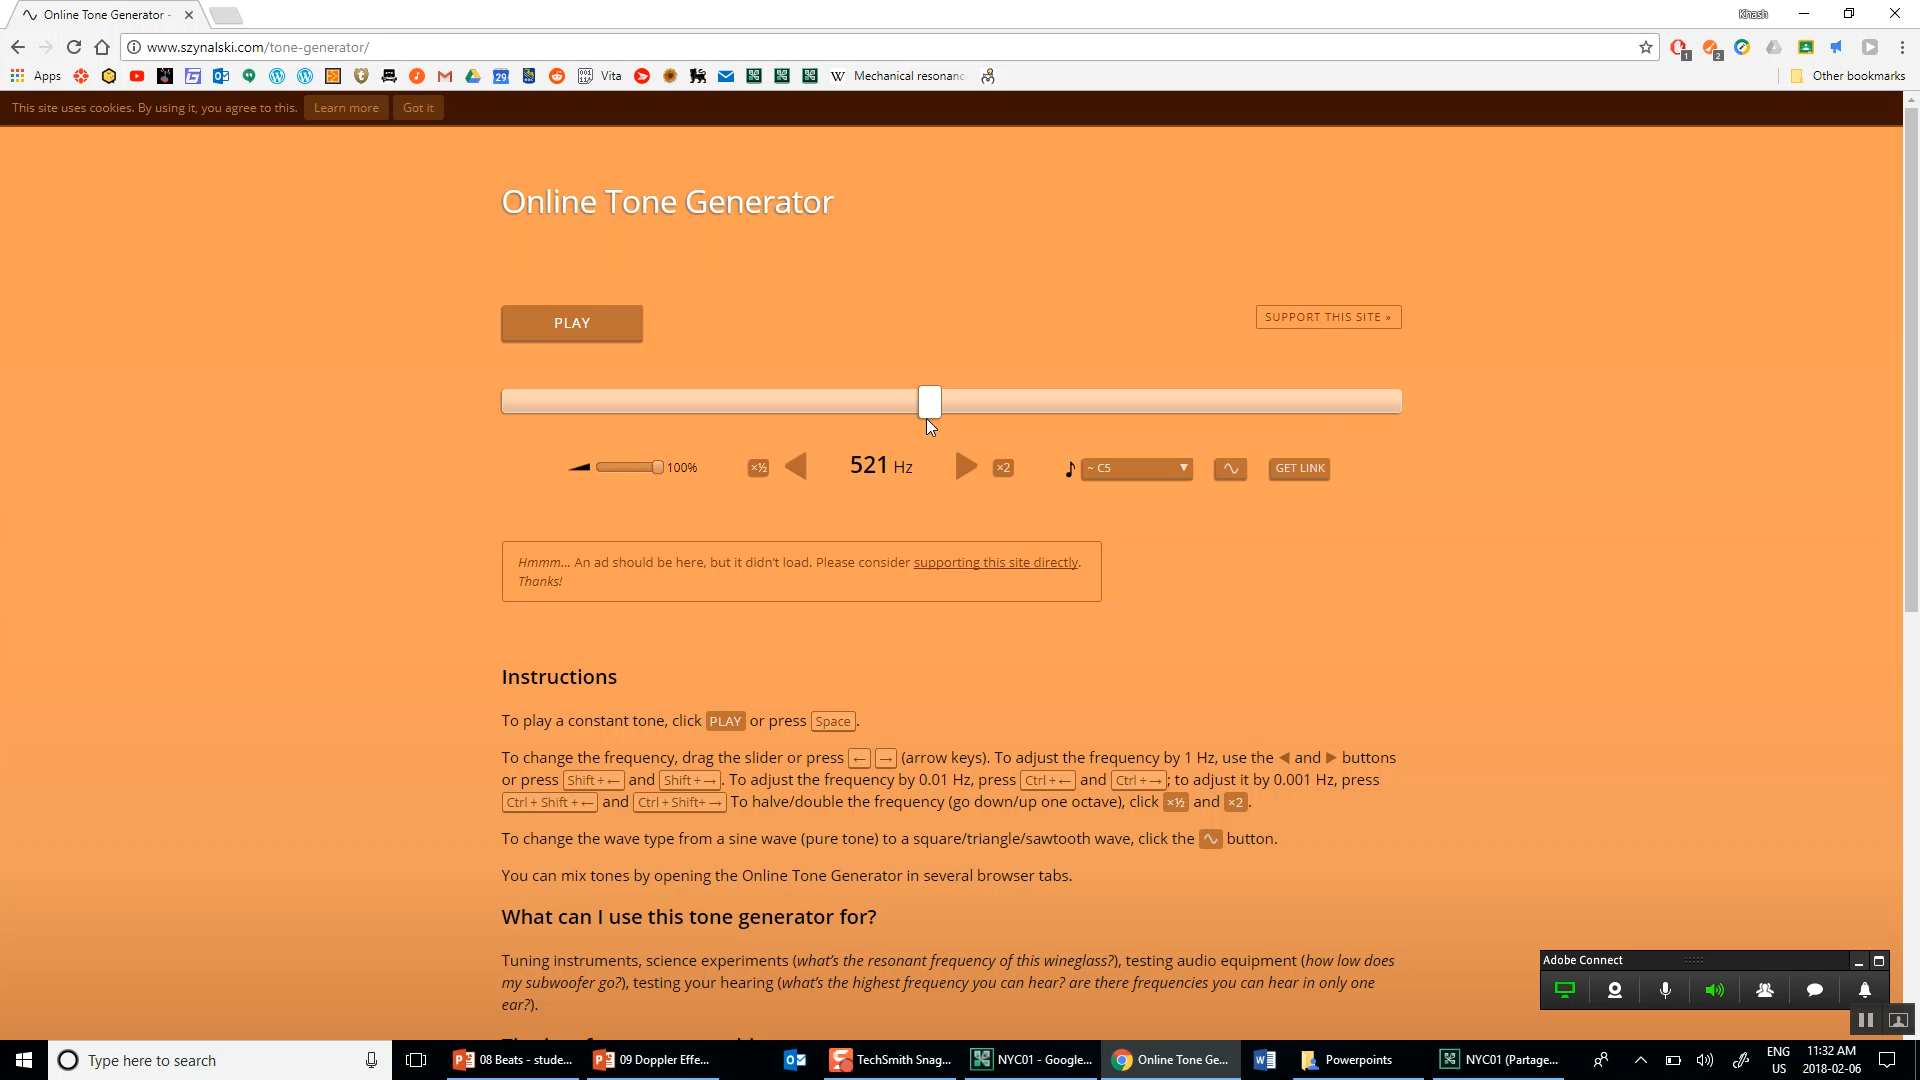 Online Tone Generator -
Khash
www.szynalski.com/tone-generator/
1
2
Apps
29
Vita
W
Mechanical resonanc
Other bookmarks
This site uses cookies. By using it, you agree to this.
Learn more
Got it
Online Tone Generator
PLAY
SUPPORT THIS SITE »
100%
×½
521 Hz
×2
~ C5
GET LINK
Hmmm... An ad should be here, but it didn't load. Please consider supporting this site directly.
Thanks!
Instructions
To play a constant tone, click PLAY or press Space.
To change the frequency, drag the slider or press ← → (arrow keys). To adjust the frequency by 1 Hz, use the ◀ and ▶ buttons
or press Shift + ← and Shift + →. To adjust the frequency by 0.01 Hz, press Ctrl + ← and Ctrl + →; to adjust it by 0.001 Hz, press
Ctrl + Shift + ← and Ctrl + Shift+ → To halve/double the frequency (go down/up one octave), click ×½ and ×2.
To change the wave type from a sine wave (pure tone) to a square/triangle/sawtooth wave, click the button.
You can mix tones by opening the Online Tone Generator in several browser tabs.
What can I use this tone generator for?
Tuning instruments, science experiments (what's the resonant frequency of this wineglass?), testing audio equipment (how low does
my subwoofer go?), testing your hearing (what's the highest frequency you can hear? are there frequencies you can hear in only one
ear?).
Adobe Connect
Type here to search
08 Beats - stude...
09 Doppler Effe...
TechSmith Snag...
NYC01 - Google...
Online Tone Ge...
Powerpoints
NYC01 (Partage...
ENG
US
11:32 AM
2018-02-06